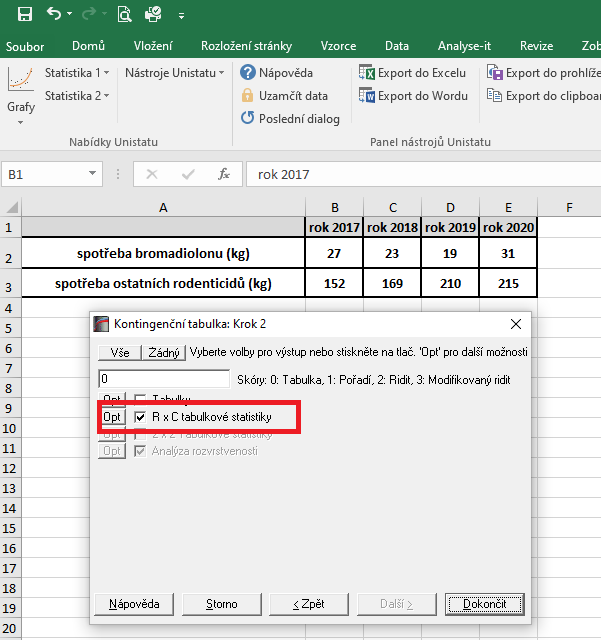 Soubor Domů Vložení Rozložení stránky Vzorce Data Analyse-it Revize Zob
Grafy
Statistika 1
Statistika 2
Nástroje Unistatu
Nápověda
Uzamčít data
Poslední dialog
Export do Excelu
Export do Wordu
Export do prohlíže
Export do clipboar
Nabídky Unistatu
Panel nástrojů Unistatu
B1 fx rok 2017
A B C D E F
1 rok 2017 rok 2018 rok 2019 rok 2020
2 spotřeba bromadiolonu (kg) 27 23 19 31
3 spotřeba ostatních rodenticidů (kg) 152 169 210 215
4
5
6
7
8
9
10
11
12
13
14
15
16
17
18
19
20
Kontingenční tabulka: Krok 2
Vše Žádný Vyberte volby pro výstup nebo stiskněte na tlač. 'Opt' pro další možnosti
0 Skóry: 0: Tabulka, 1: Pořadí, 2: Ridit, 3: Modifikovaný ridit
Opt Tabulky
Opt R x C tabulkové statistiky
Opt 2 x 2 Tabulkové statistiky
Opt Analýza rozvrstvenosti
Nápověda Storno < Zpět Další > Dokončit